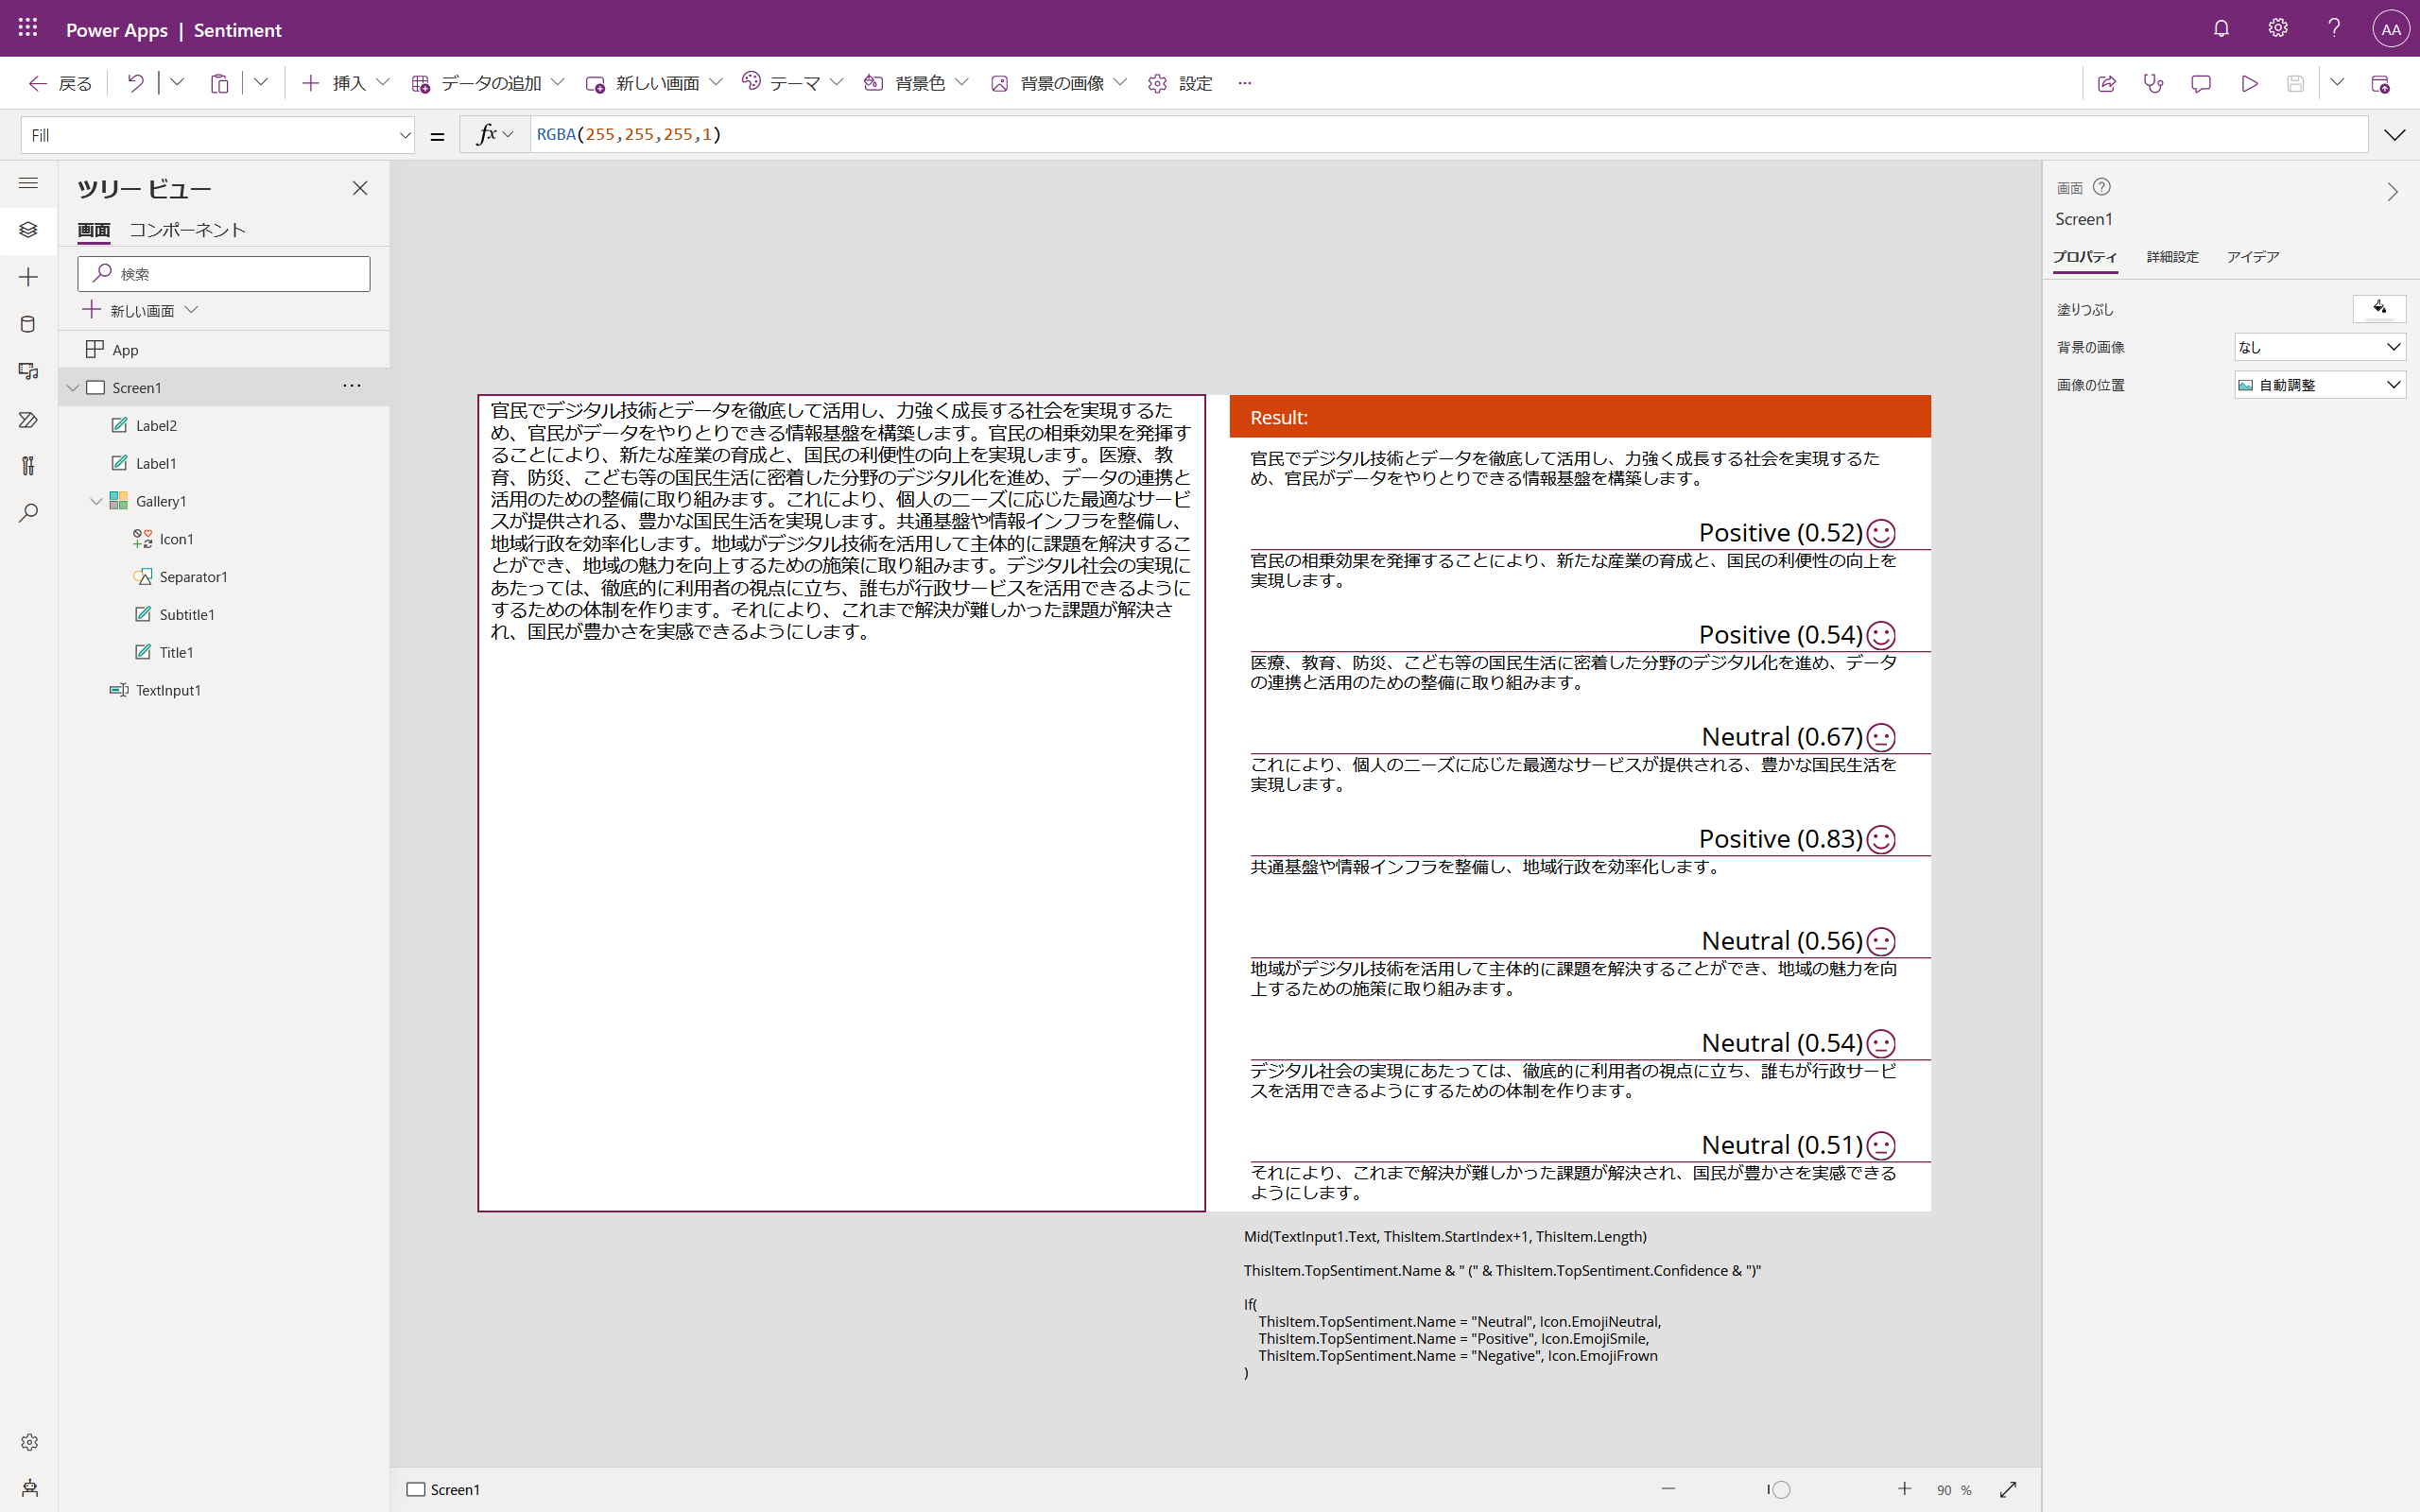 Power Apps | Sentiment
AA
戻る
挿入
データの追加
新しい画面
テーマ
背景色
背景の画像
設定
Fill
=
fx
RGBA(255,255,255,1)
ツリー ビュー
画面
コンポーネント
検索
新しい画面
App
Screen1
Label2
Label1
Gallery1
Icon1
Separator1
Subtitle1
Title1
TextInput1
官民でデジタル技術とデータを徹底して活用し、力強く成長する社会を実現するた
め、官民がデータをやりとりできる情報基盤を構築します。官民の相乗効果を発揮す
ることにより、新たな産業の育成と、国民の利便性の向上を実現します。医療、教
育、防災、こども等の国民生活に密着した分野のデジタル化を進め、データの連携と
活用のための整備に取り組みます。これにより、個人のニーズに応じた最適なサービ
スが提供される、豊かな国民生活を実現します。共通基盤や情報インフラを整備し、
地域行政を効率化します。地域がデジタル技術を活用して主体的に課題を解決するこ
とができ、地域の魅力を向上するための施策に取り組みます。デジタル社会の実現に
あたっては、徹底的に利用者の視点に立ち、誰もが行政サービスを活用できるように
するための体制を作ります。それにより、これまで解決が難しかった課題が解決さ
れ、国民が豊かさを実感できるようにします。
Result:
官民でデジタル技術とデータを徹底して活用し、力強く成長する社会を実現するた
め、官民がデータをやりとりできる情報基盤を構築します。
Positive (0.52)
官民の相乗効果を発揮することにより、新たな産業の育成と、国民の利便性の向上を
実現します。
Positive (0.54)
医療、教育、防災、こども等の国民生活に密着した分野のデジタル化を進め、データ
の連携と活用のための整備に取り組みます。
Neutral (0.67)
これにより、個人のニーズに応じた最適なサービスが提供される、豊かな国民生活を
実現します。
Positive (0.83)
共通基盤や情報インフラを整備し、地域行政を効率化します。
Neutral (0.56)
地域がデジタル技術を活用して主体的に課題を解決することができ、地域の魅力を向
上するための施策に取り組みます。
Neutral (0.54)
デジタル社会の実現にあたっては、徹底的に利用者の視点に立ち、誰もが行政サービ
スを活用できるようにするための体制を作ります。
Neutral (0.51)
それにより、これまで解決が難しかった課題が解決され、国民が豊かさを実感できる
ようにします。
Mid(TextInput1.Text, ThisItem.StartIndex+1, ThisItem.Length)
ThisItem.TopSentiment.Name & " (" & ThisItem.TopSentiment.Confidence & ")"
If(
ThisItem.TopSentiment.Name = "Neutral", Icon.EmojiNeutral,
ThisItem.TopSentiment.Name = "Positive", Icon.EmojiSmile,
ThisItem.TopSentiment.Name = "Negative", Icon.EmojiFrown
)
画面
Screen1
プロパティ
詳細設定
アイデア
塗りつぶし
背景の画像
なし
画像の位置
自動調整
Screen1
90 %